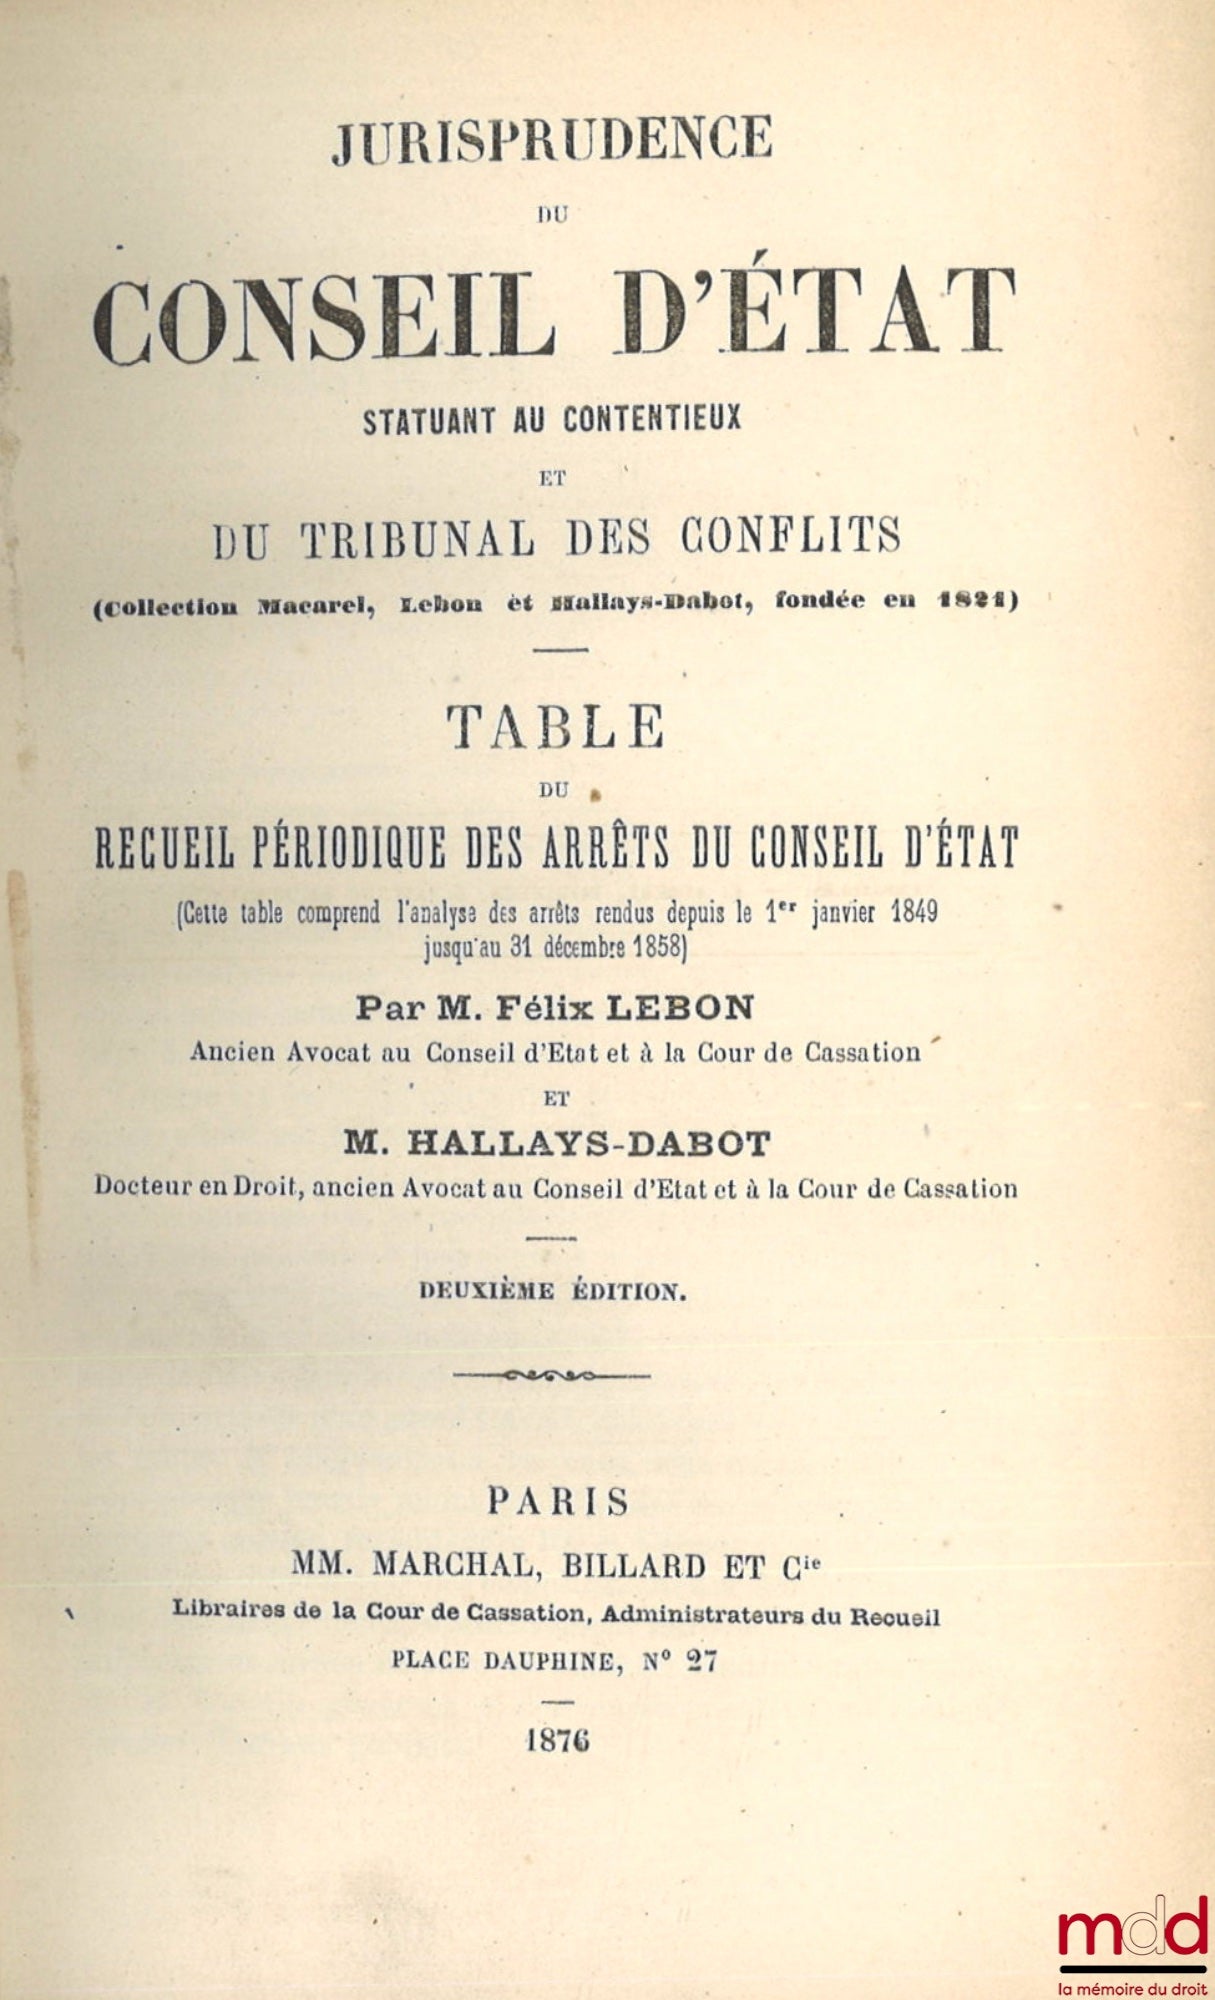 JURISPRUDENCE
DU
CONSEIL D'ÉTAT
STATUANT AU CONTENTIEUX
ET
DU TRIBUNAL DES CONFLITS
(Collection Macarel, Lebon et Hallays-Dabot, fondée en 1821)
TABLE
DU
RECUEIL PÉRIODIQUE DES ARRÊTS DU CONSEIL D'ÉTAT
(Cette table comprend l'analyse des arrêts rendus depuis le 1er janvier 1849
jusqu'au 31 décembre 1858)
Par M. Félix LEBON
Ancien Avocat au Conseil d'Etat et à la Cour de Cassation
ET
M. HALLAYS-DABOT
Docteur en Droit, ancien Avocat au Conseil d'Etat et à la Cour de Cassation
DEUXIÈME ÉDITION.
PARIS
MM. MARCHAL, BILLARD ET Cie
Libraires de la Cour de Cassation, Administrateurs du Recueil
PLACE DAUPHINE, No 27
1876
mdd
la mémoire du droit